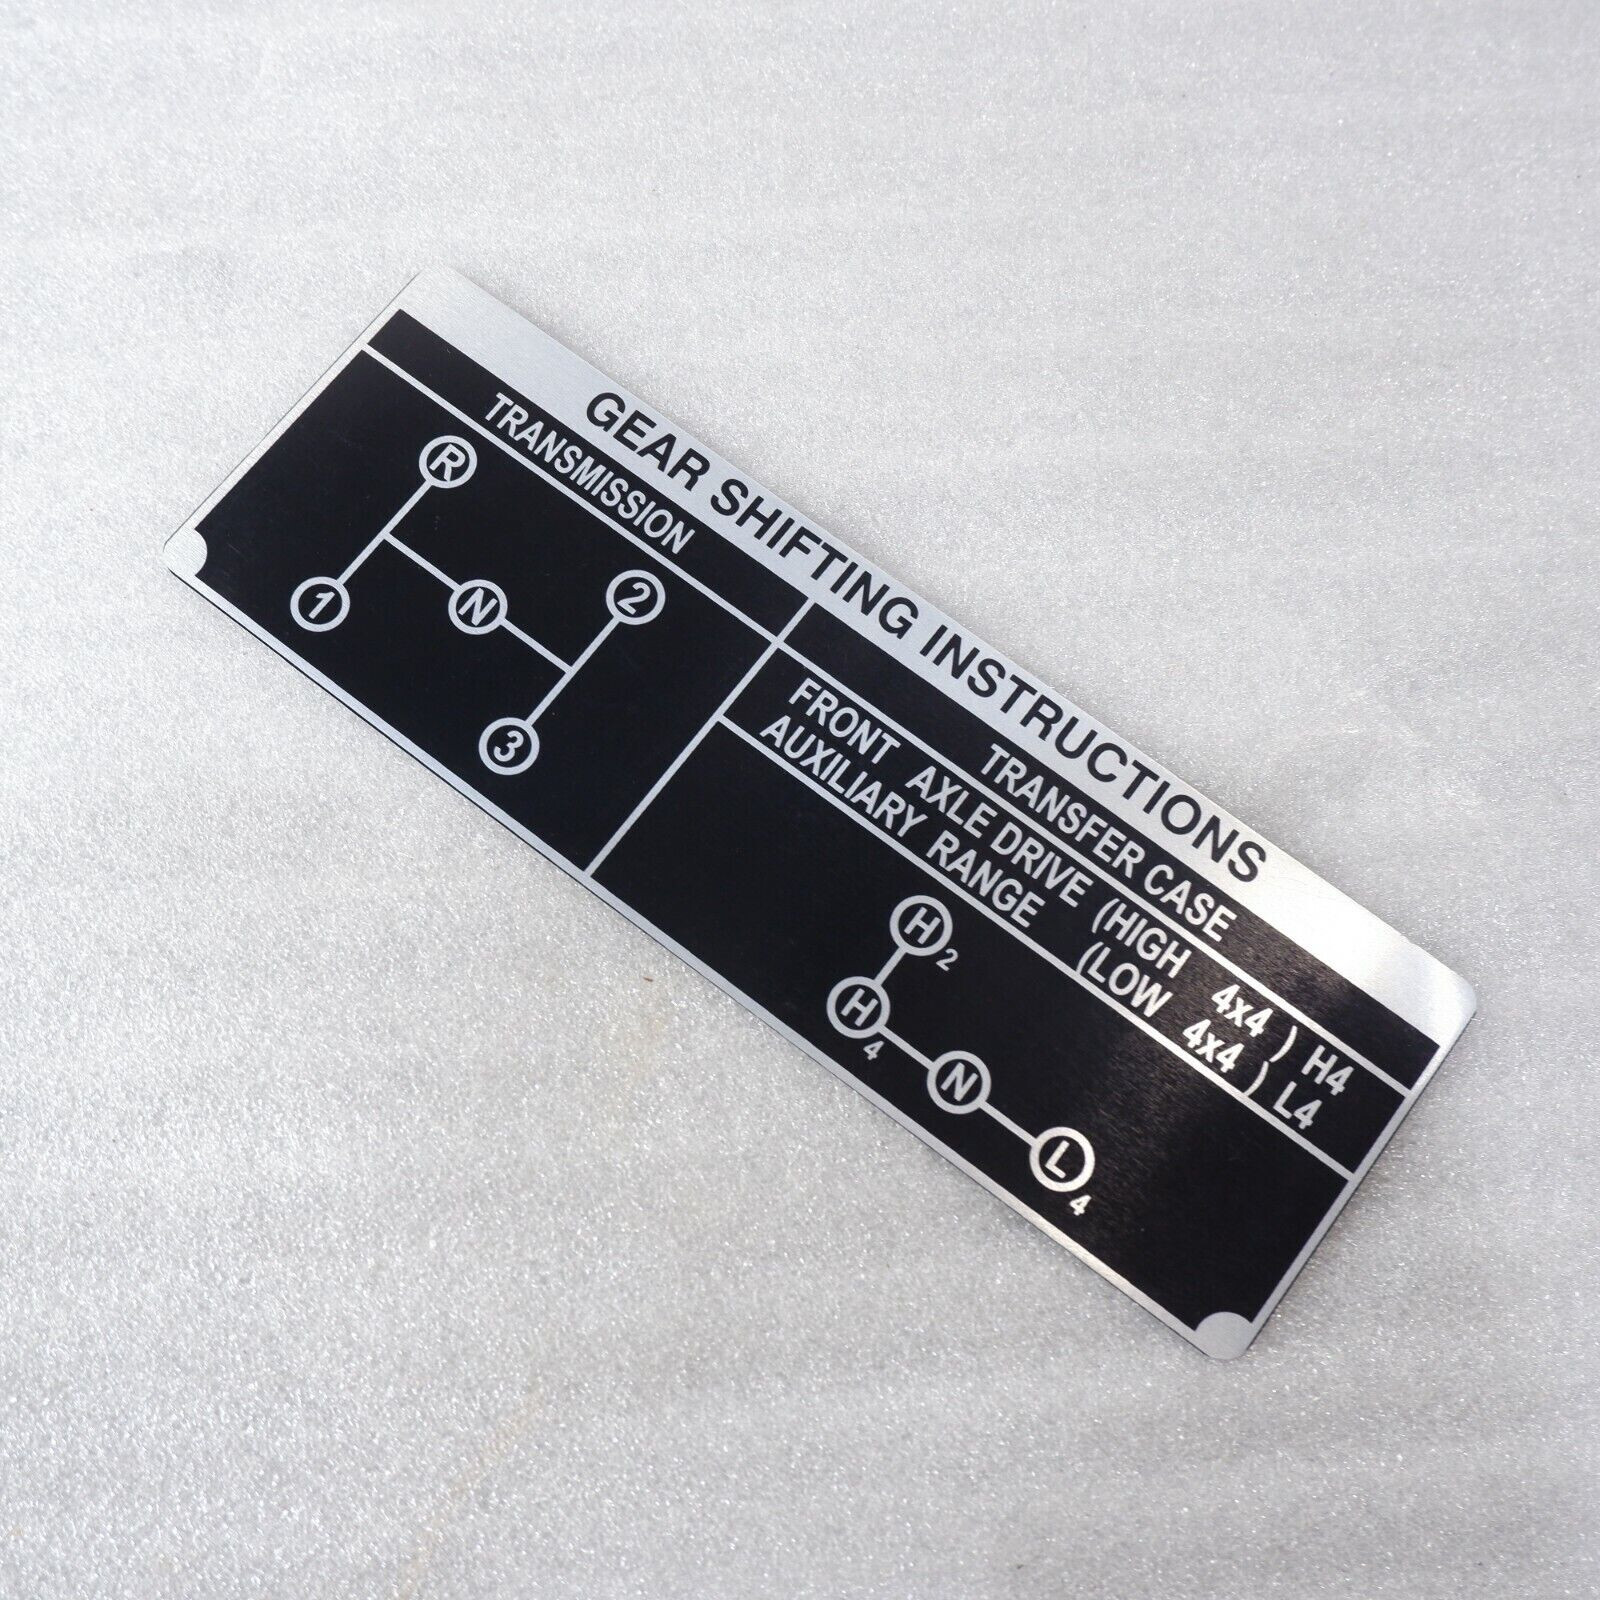 GEAR SHIFTING INSTRUCTIONS
TRANSMISSION
R
2
N
1
3
TRANSFER CASE
FRONT AXLE DRIVE (HIGH 4x4 ) H4
AUXILIARY RANGE (LOW 4x4 ) L4
H2
H4
N
L4